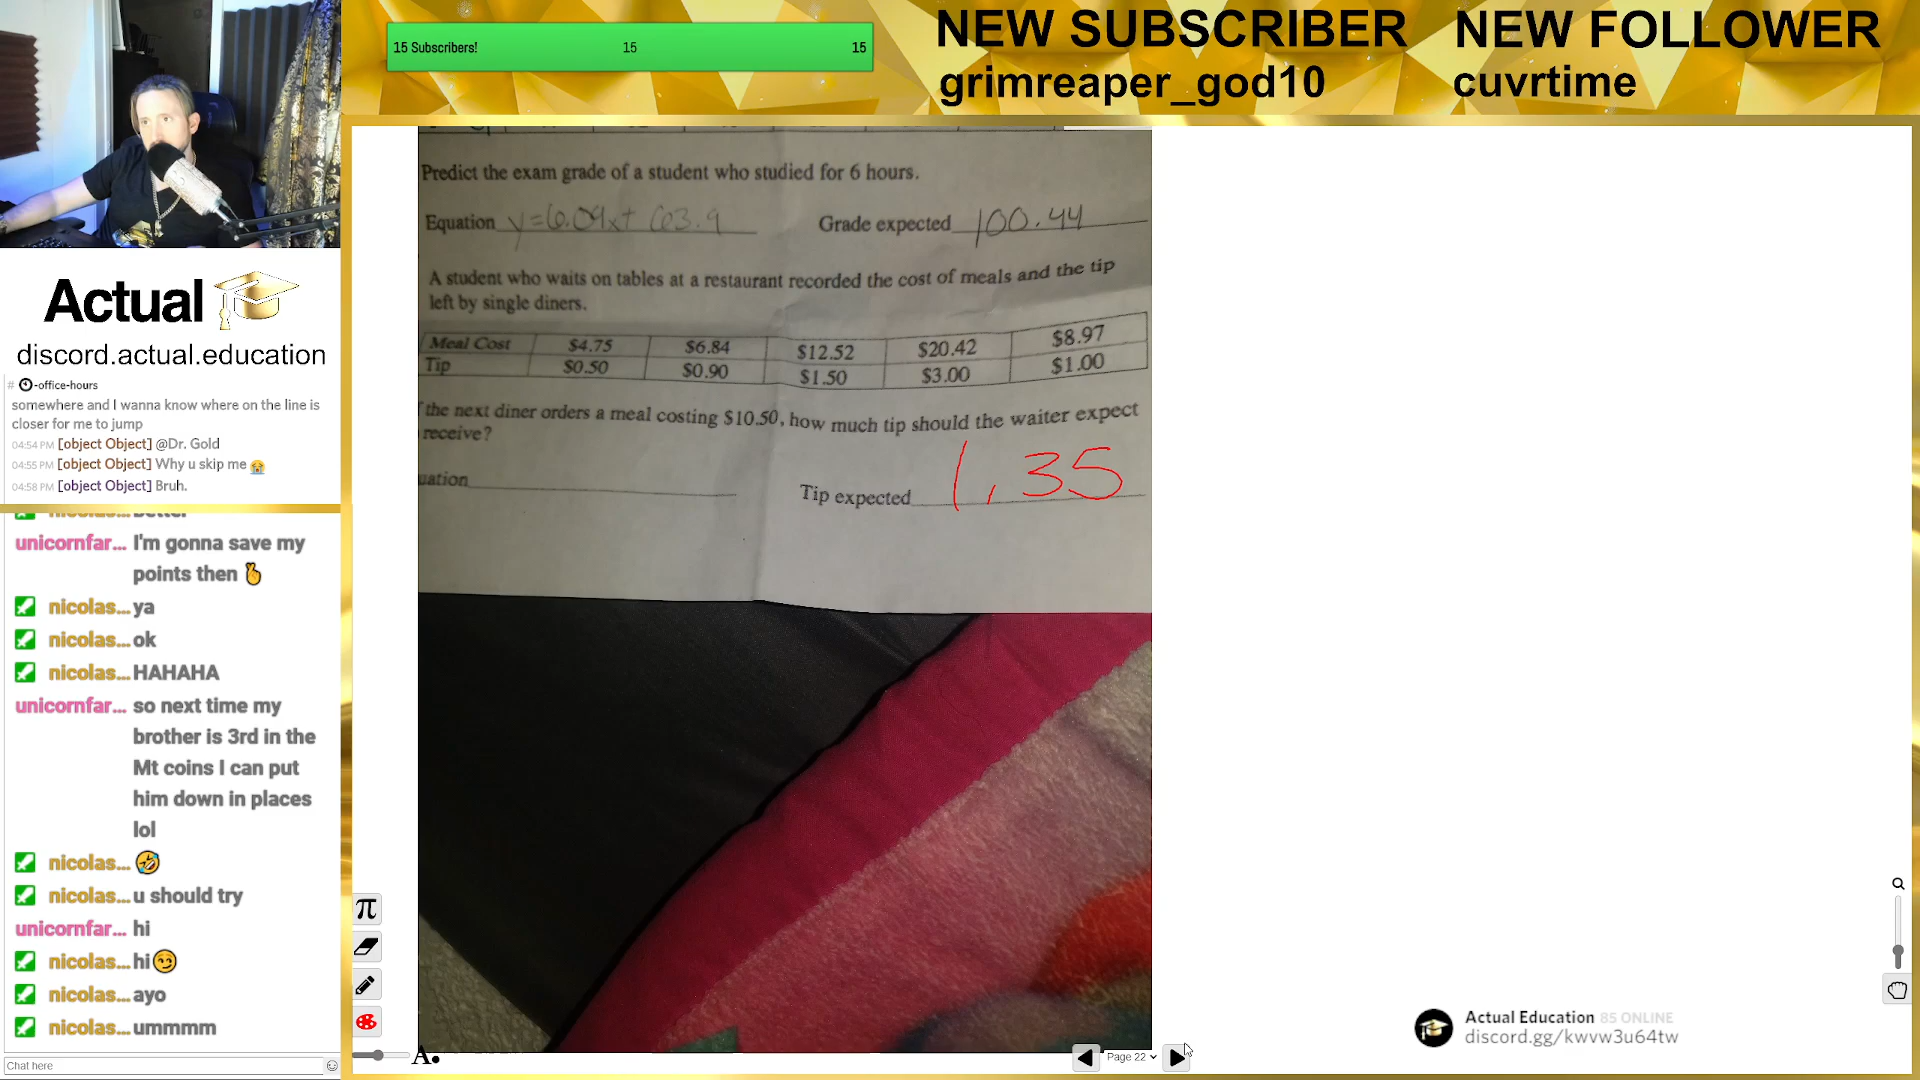 15 Subscribers! 15 15
NEW SUBSCRIBER
grimreaper_god10
NEW FOLLOWER
cuvrtime
Actual
discord.actual.education
# -office-hours
somewhere and I wanna know where on the line is
closer for me to jump
04:54 PM [object Object] @Dr. Gold
04:55 PM [object Object] Why u skip me 😭
04:58 PM [object Object] Bruh.
unicornfar... I'm gonna save my
points then 🫰
nicolas... ya
nicolas... ok
nicolas... HAHAHA
unicornfar... so next time my
brother is 3rd in the
Mt coins I can put
him down in places
lol
nicolas... 🤣
nicolas... u should try
unicornfar... hi
nicolas... hi😏
nicolas... ayo
nicolas... ummmm
Chat here
Predict the exam grade of a student who studied for 6 hours.
Equation y=6.09x+63.9 Grade expected 100.44
A student who waits on tables at a restaurant recorded the cost of meals and the tip
left by single diners.
Meal Cost $4.75 $6.84 $12.52 $20.42 $8.97
Tip $0.50 $0.90 $1.50 $3.00 $1.00
the next diner orders a meal costing $10.50, how much tip should the waiter expect
receive?
uation Tip expected 1,35
π
A.
Page 22
Actual Education 85 ONLINE
discord.gg/kwvw3u64tw